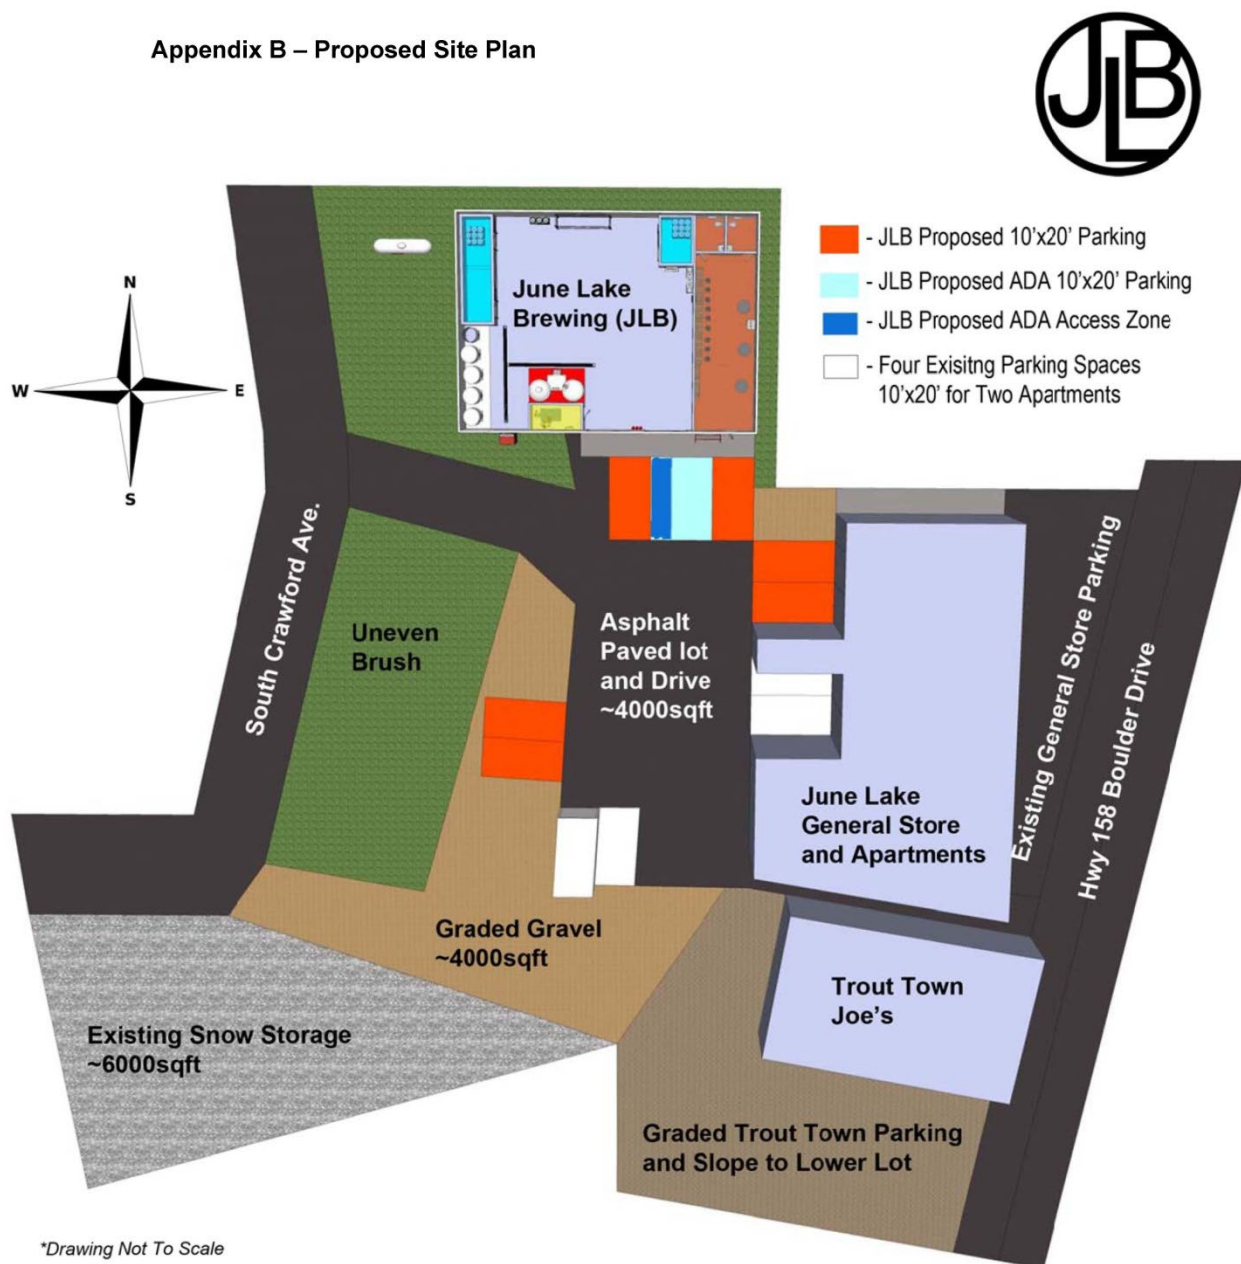 Appendix B – Proposed Site Plan
JLB
- JLB Proposed 10'x20' Parking
- JLB Proposed ADA 10'x20' Parking
- JLB Proposed ADA Access Zone
- Four Exisitng Parking Spaces
10'x20' for Two Apartments
N
W
E
S
June Lake
Brewing (JLB)
South Crawford Ave.
Uneven
Brush
Asphalt
Paved lot
and Drive
~4000sqft
Existing General Store Parking
Hwy 158 Boulder Drive
June Lake
General Store
and Apartments
Graded Gravel
~4000sqft
Trout Town
Joe's
Existing Snow Storage
~6000sqft
Graded Trout Town Parking
and Slope to Lower Lot
*Drawing Not To Scale